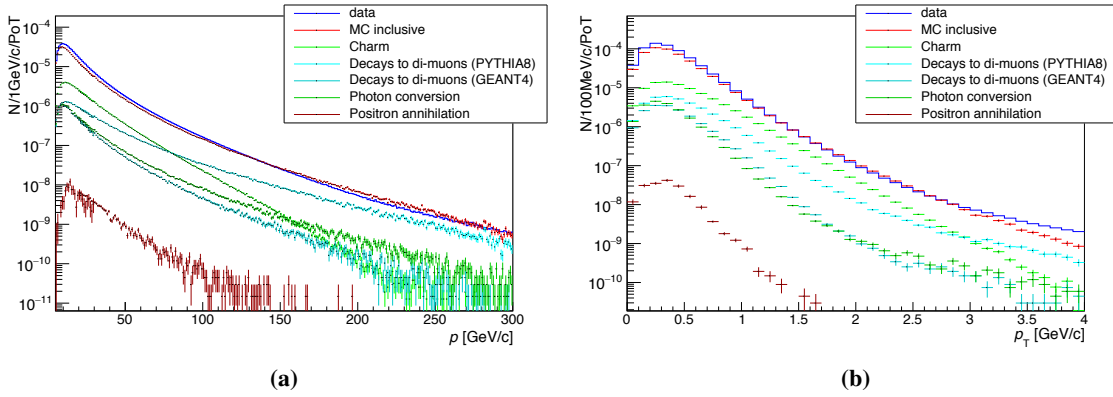 data
MC inclusive
Charm
Decays to di-muons (PYTHIA8)
Decays to di-muons (GEANT4)
Photon conversion
Positron annihilation
N/1GeV/c/PoT
10⁻⁴
10⁻⁵
10⁻⁶
10⁻⁷
10⁻⁸
10⁻⁹
10⁻¹⁰
10⁻¹¹
50 100 150 200 250 300
p [GeV/c]
(a)
data
MC inclusive
Charm
Decays to di-muons (PYTHIA8)
Decays to di-muons (GEANT4)
Photon conversion
Positron annihilation
N/100MeV/c/PoT
10⁻⁴
10⁻⁵
10⁻⁶
10⁻⁷
10⁻⁸
10⁻⁹
10⁻¹⁰
0 0.5 1 1.5 2 2.5 3 3.5 4
p_T [GeV/c]
(b)